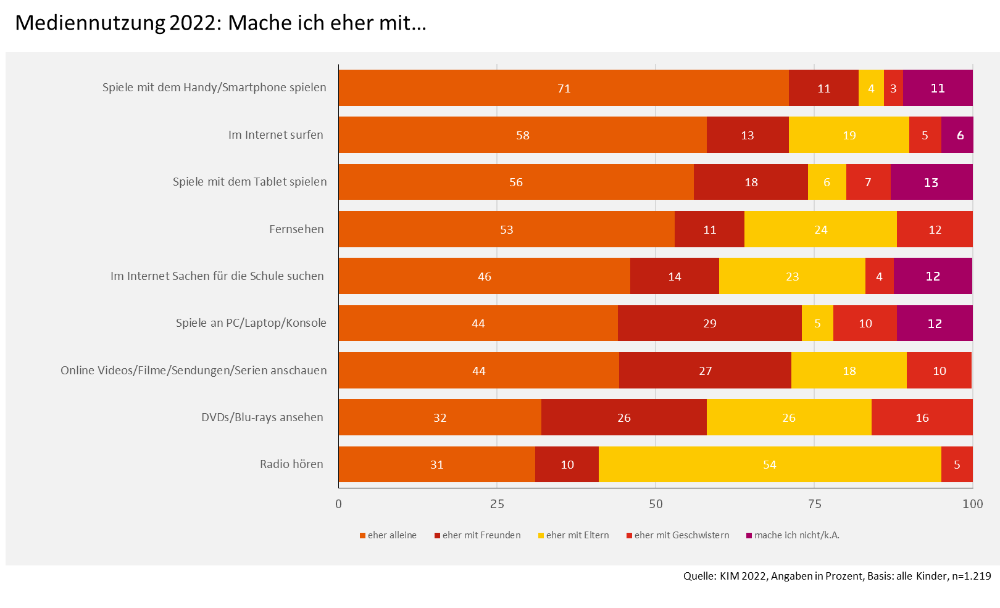 Mediennutzung 2022: Mache ich eher mit...
Spiele mit dem Handy/Smartphone spielen 71 11 4 3 11
Im Internet surfen 58 13 19 5 6
Spiele mit dem Tablet spielen 56 18 6 7 13
Fernsehen 53 11 24 12
Im Internet Sachen für die Schule suchen 46 14 23 4 12
Spiele an PC/Laptop/Konsole 44 29 5 10 12
Online Videos/Filme/Sendungen/Serien anschauen 44 27 18 10
DVDs/Blu-rays ansehen 32 26 26 16
Radio hören 31 10 54 5
0 25 50 75 100
eher alleine eher mit Freunden eher mit Eltern eher mit Geschwistern mache ich nicht/k.A.
Quelle: KIM 2022, Angaben in Prozent, Basis: alle Kinder, n=1.219